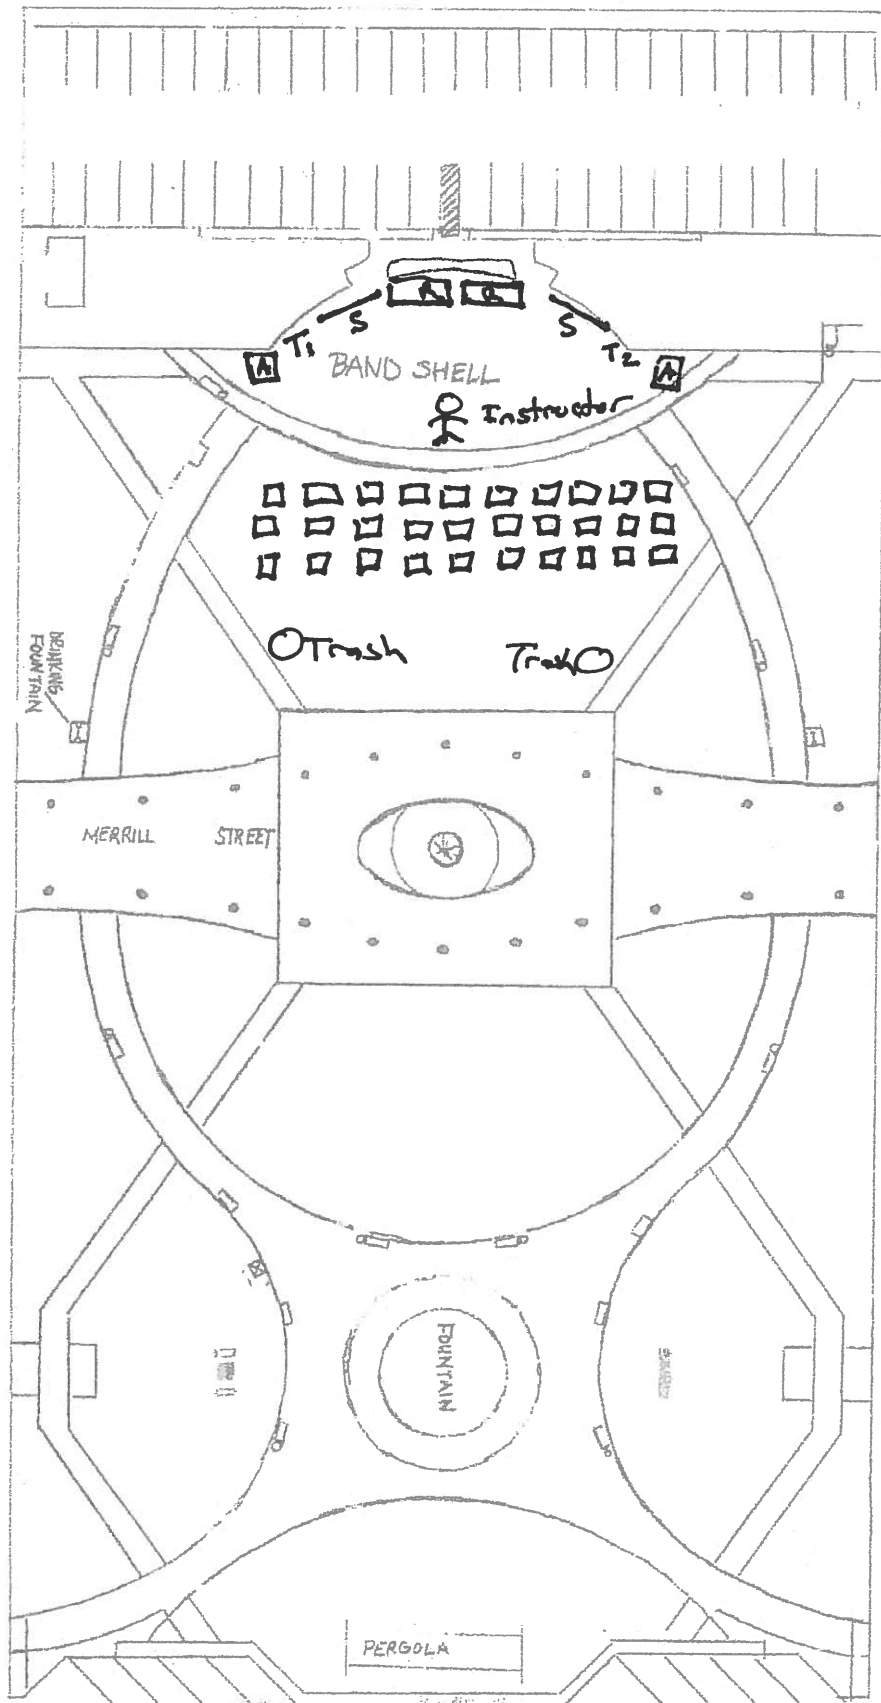 R R
S S
T1 T2
A A
BAND SHELL
Instructor
Trash Trash
DRINKING
FOUNTAIN
MERRILL STREET
FOUNTAIN
PERGOLA